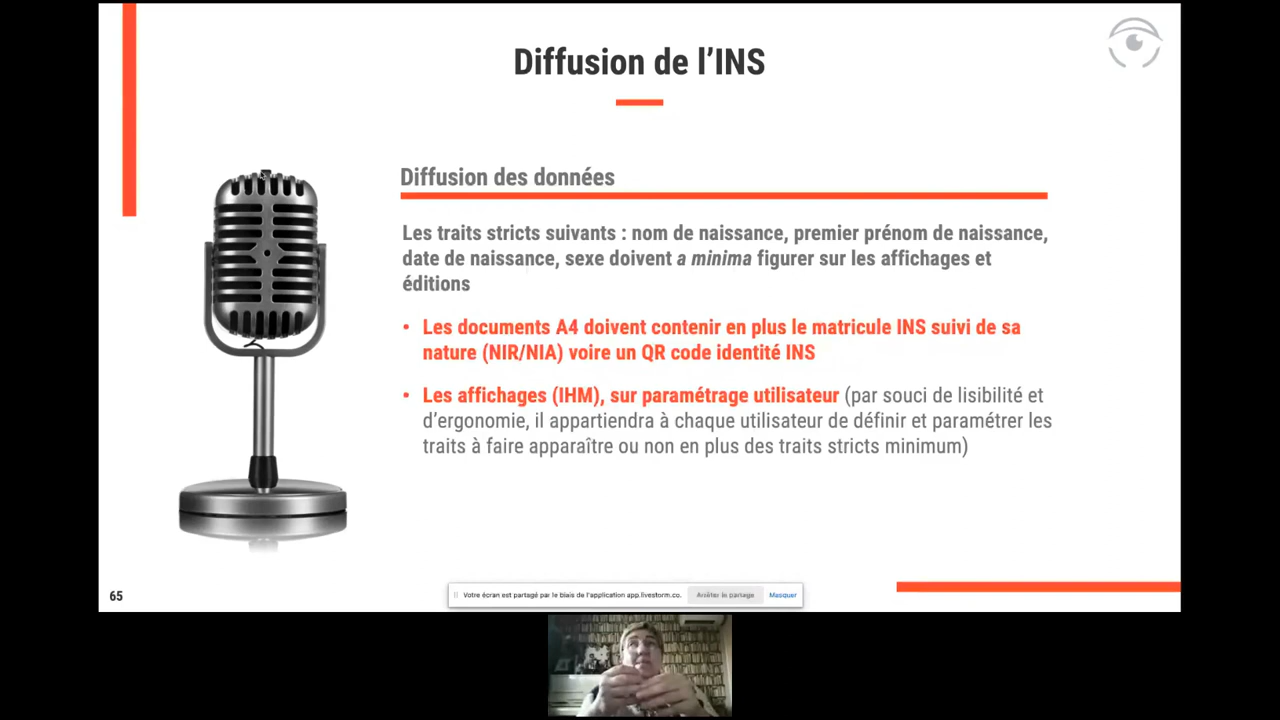 Diffusion de l’INS
Diffusion des données
Les traits stricts suivants : nom de naissance, premier prénom de naissance,
date de naissance, sexe doivent a minima figurer sur les affichages et
éditions
• Les documents A4 doivent contenir en plus le matricule INS suivi de sa
nature (NIR/NIA) voire un QR code identité INS
• Les affichages (IHM), sur paramétrage utilisateur (par souci de lisibilité et
d’ergonomie, il appartiendra à chaque utilisateur de définir et paramétrer les
traits à faire apparaître ou non en plus des traits stricts minimum)
65
Votre écran est partagé par le biais de l'application app.livestorm.co. Arrêter le partage Masquer